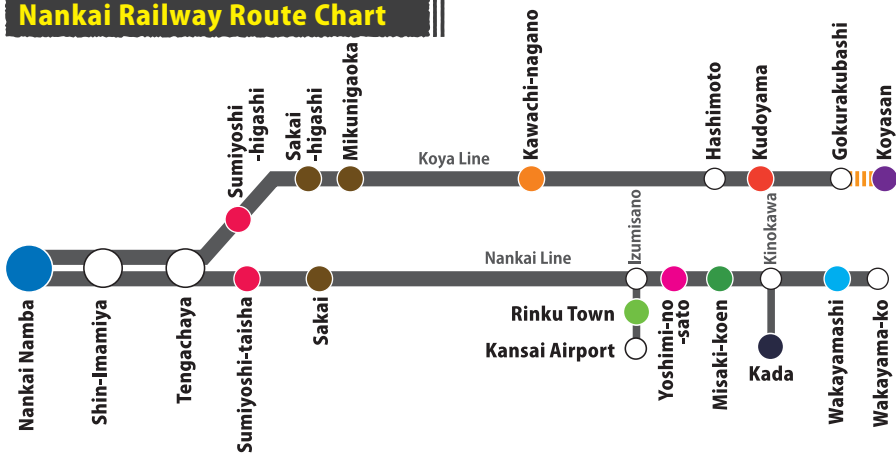 Nankai Railway Route Chart
Sumiyoshi
-higashi
Sakai
-higashi
Mikunigaoka
Koya Line
Kawachi-nagano
Hashimoto
Kudoyama
Gokurakubashi
Koyasan
Nankai Namba
Shin-Imamiya
Tengachaya
Sumiyoshi-taisha
Sakai
Nankai Line
Izumisano
Rinku Town
Kansai Airport
Yoshimi-no
-sato
Misaki-koen
Kinokawa
Kada
Wakayamashi
Wakayama-ko